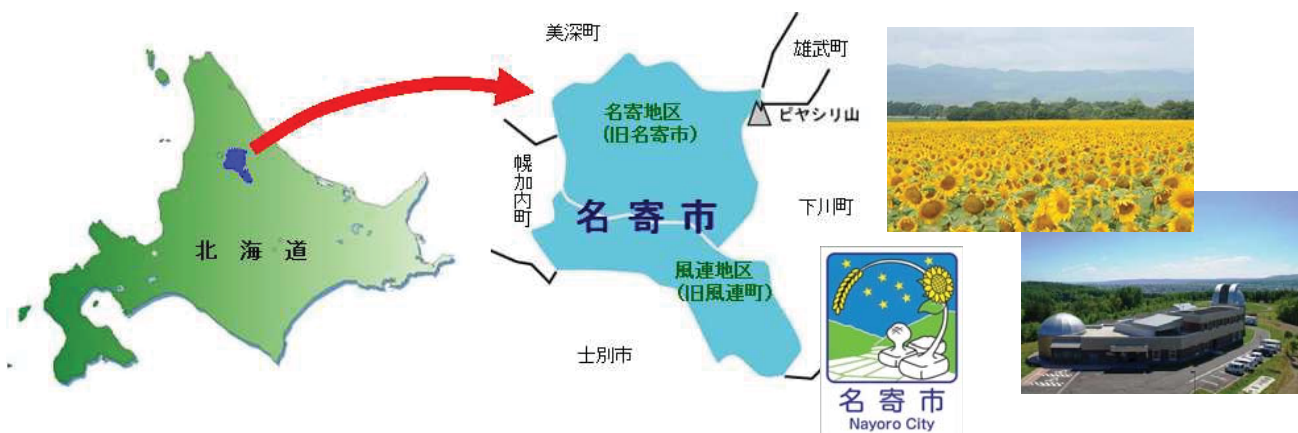 北海道
美深町
雄武町
名寄地区
(旧名寄市)
ピヤシリ山
幌加内町
名寄市
下川町
風連地区
(旧風連町)
士別市
名寄市
Nayoro City